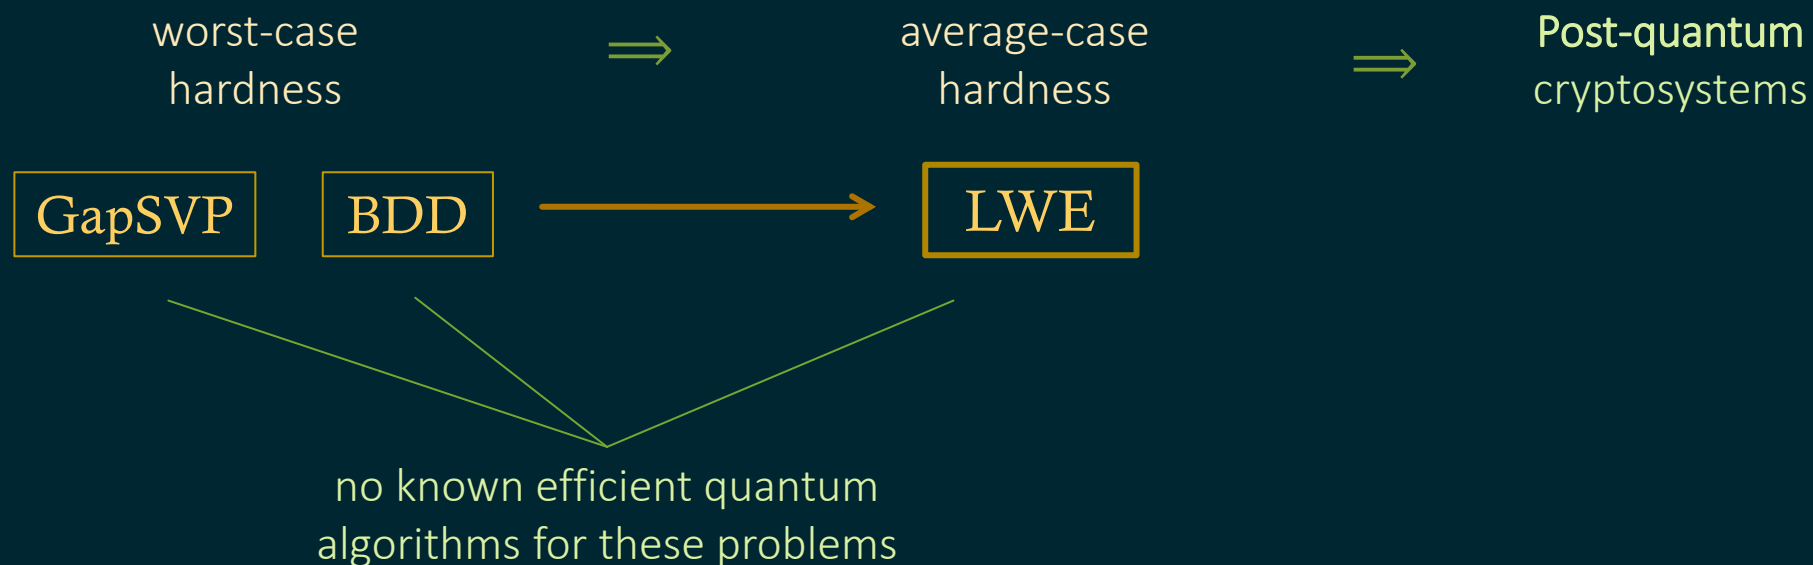 worst-case
hardness
⟹
average-case
hardness
⟹
Post-quantum
cryptosystems
GapSVP
BDD
LWE
no known efficient quantum
algorithms for these problems